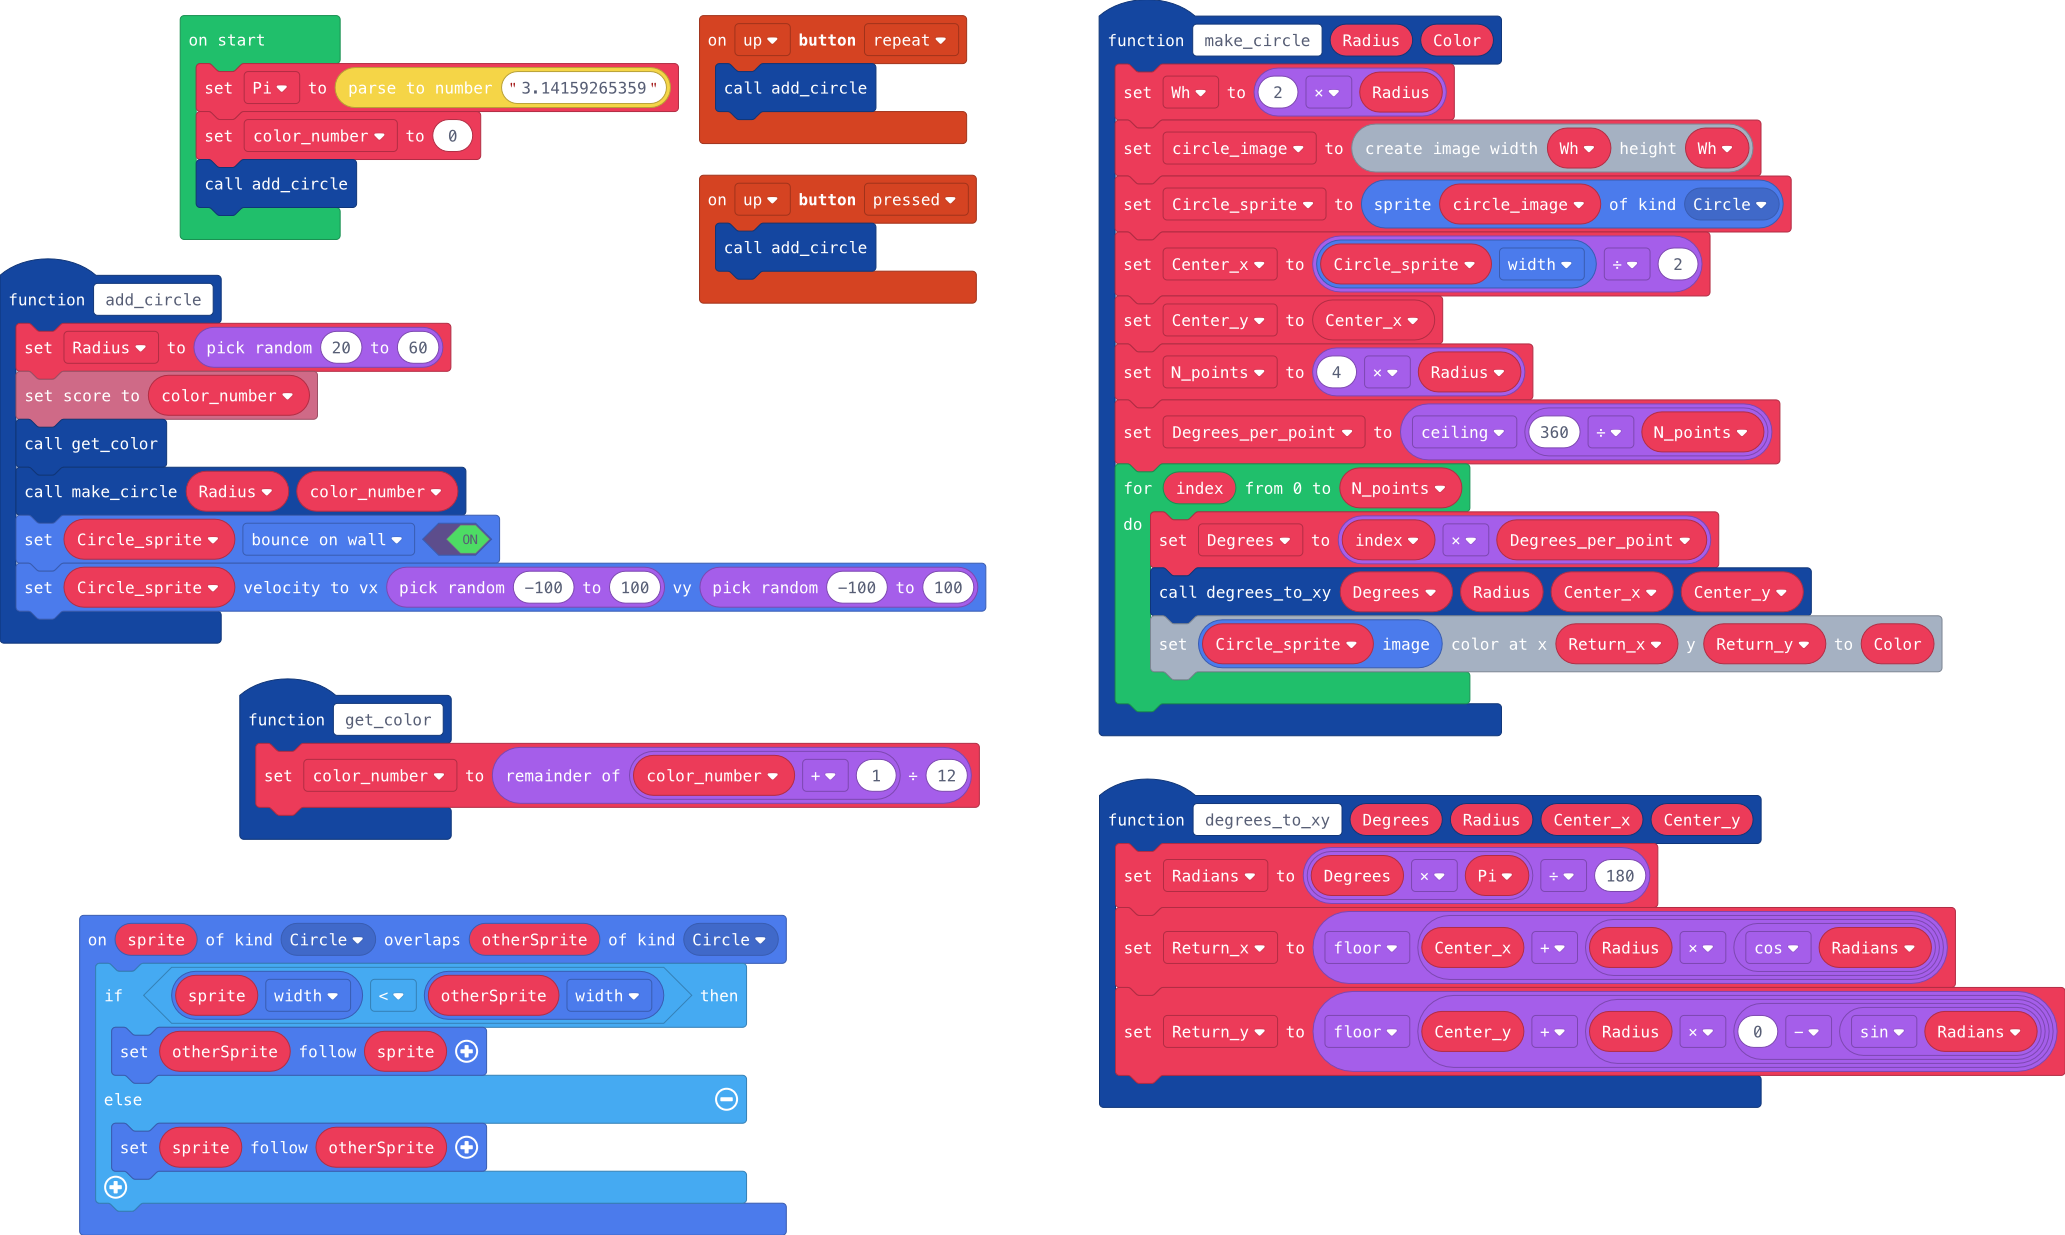 on start
set Pi to parse to number "3.14159265359"
set color_number to 0
call add_circle
on up button repeat
call add_circle
on up button pressed
call add_circle
function add_circle
set Radius to pick random 20 to 60
set score to color_number
call get_color
call make_circle Radius color_number
set Circle_sprite bounce on wall ON
set Circle_sprite velocity to vx pick random -100 to 100 vy pick random -100 to 100
function get_color
set color_number to remainder of color_number + 1 ÷ 12
on sprite of kind Circle overlaps otherSprite of kind Circle
if sprite width < otherSprite width then
set otherSprite follow sprite
else
set sprite follow otherSprite
function make_circle Radius Color
set Wh to 2 × Radius
set circle_image to create image width Wh height Wh
set Circle_sprite to sprite circle_image of kind Circle
set Center_x to Circle_sprite width ÷ 2
set Center_y to Center_x
set N_points to 4 × Radius
set Degrees_per_point to ceiling 360 ÷ N_points
for index from 0 to N_points
do
set Degrees to index × Degrees_per_point
call degrees_to_xy Degrees Radius Center_x Center_y
set Circle_sprite image color at x Return_x y Return_y to Color
function degrees_to_xy Degrees Radius Center_x Center_y
set Radians to Degrees × Pi ÷ 180
set Return_x to floor Center_x + Radius × cos Radians
set Return_y to floor Center_y + Radius × 0 - sin Radians